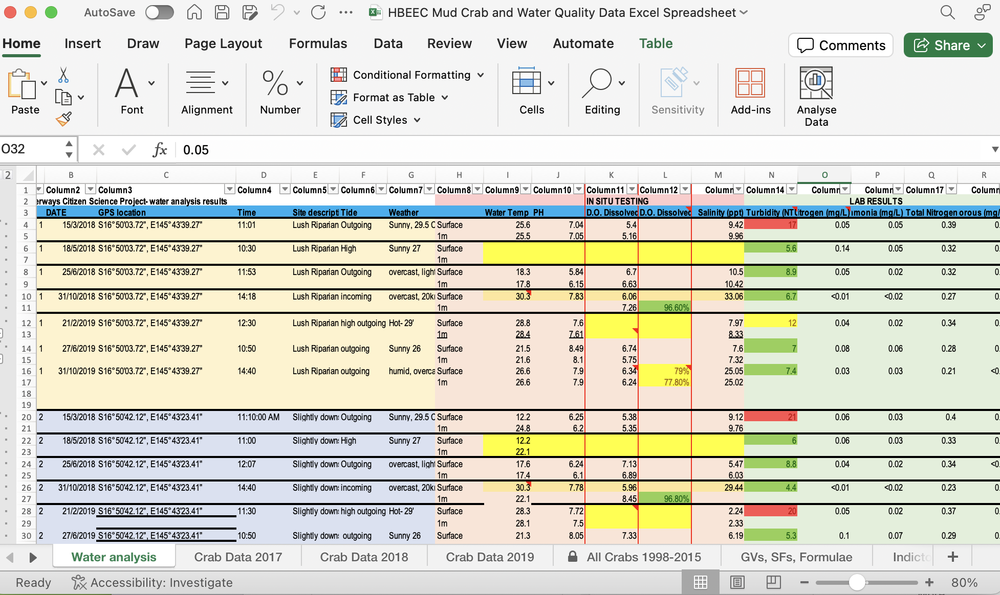 AutoSave HBEEC Mud Crab and Water Quality Data Excel Spreadsheet
Home Insert Draw Page Layout Formulas Data Review View Automate Table Comments Share
Paste Font Alignment Number Conditional Formatting Format as Table Cell Styles Cells Editing Sensitivity Add-ins Analyse Data
O32 fx 0.05
2 B C D E F G H I J K L M N O P Q R
1 Column2 Column3 Column4 Column5 Column6 Column7 Column8 Column9 Column10 Column11 Column12 Column Column14 Column Column Column17 Colum
2 erways Citizen Science Project- water analysis results IN SITU TESTING LAB RESULTS
3 DATE GPS location Time Site descripti Tide Weather Water Temp PH D.O. Dissolved D.O. Dissolved Salinity (ppt) Turbidity (NTU itrogen (mg/L) monia (mg/L) Total Nitrogen orous (mg/
4 1 15/3/2018 S16°50'03.72", E145°43'39.27" 11:01 Lush Riparian Outgoing Sunny, 29.5 C Surface 25.6 7.04 5.4 9.42 17 0.05 0.05 0.39 0.
5 1m 25.5 7.05 5.16 9.96
6 1 18/5/2018 S16°50'03.72", E145°43'39.27" 10:30 Lush Riparian High Sunny 27 Surface 5.6 0.14 0.05 0.32 0.
7 1m
8 1 25/6/2018 S16°50'03.72", E145°43'39.27" 11:53 Lush Riparian Outgoing overcast, light Surface 18.3 5.84 6.7 10.5 8.9 0.05 0.02 0.32 0.
9 1m 17.8 6.15 6.63 10.42
10 1 31/10/2018 S16°50'03.72", E145°43'39.27" 14:18 Lush Riparian incoming overcast, 20k Surface 30.3 7.83 6.06 33.06 6.7 <0.01 <0.02 0.27 0.
11 1m 7.26 96.60%
12 1 21/2/2019 S16°50'03.72", E145°43'39.27" 12:30 Lush Riparian high outgoing Hot- 29' Surface 28.8 7.6 7.97 12 0.04 0.02 0.34 0.
13 1m 28.4 7.61 8.33
14 1 27/6/2019 S16°50'03.72", E145°43'39.27" 10:50 Lush Riparian outgoing Sunny 26 Surface 21.5 8.49 6.74 7.6 7 0.08 0.06 0.28 0.
15 1m 21.6 8.1 5.75 7.32
16 1 31/10/2019 S16°50'03.72", E145°43'39.27" 14:40 Lush Riparian outgoing humid, overca Surface 26.6 7.9 6.34 79% 25.05 7.4 0.03 0.03 0.21 <0.
17 1m 26.6 7.9 6.24 77.80% 25.02
18
19
20 2 15/3/2018 S16°50'42.12", E145°43'23.41" 11:10:00 AM Slightly down Outgoing Sunny, 29.5 C Surface 12.2 6.25 5.38 9.12 21 0.06 0.03 0.4 0.
21 1m 24.8 6.2 5.35 9.76
22 2 18/5/2018 S16°50'42.12", E145°43'23.41" 11:00 Slightly down High Sunny 27 Surface 12.2 6 0.06 0.03 0.33 0.
23 1m 22.1
24 2 25/6/2018 S16°50'42.12", E145°43'23.41" 12:07 Slightly down Outgoing overcast, light Surface 17.6 6.24 7.13 5.47 8.8 0.04 0.02 0.34 <0.
25 1m 17.4 6.1 6.89 6.03
26 2 31/10/2018 S16°50'42.12", E145°43'23.41" 14:40 Slightly down incoming overcast, 20k Surface 30.3 7.78 5.96 29.44 4.4 <0.01 <0.02 0.23 0.
27 1m 22.1 8.45 96.80%
28 2 21/2/2019 S16°50'42.12", E145°43'23.41" 11:30 Slightly down high outgoing Hot- 29' Surface 28.3 7.72 2.24 20 0.05 0.02 0.37 0.
29 1m 28.1 7.5 2.33
30 2 27/6/2019 S16°50'42.12", E145°43'23.41" 10:50 Slightly down outgoing Sunny 26 Surface 21.3 8.05 7.33 6.19 5.3 0.1 0.07 0.29 0.
Water analysis Crab Data 2017 Crab Data 2018 Crab Data 2019 All Crabs 1998-2015 GVs, SFs, Formulae Indicto +
Ready Accessibility: Investigate 80%